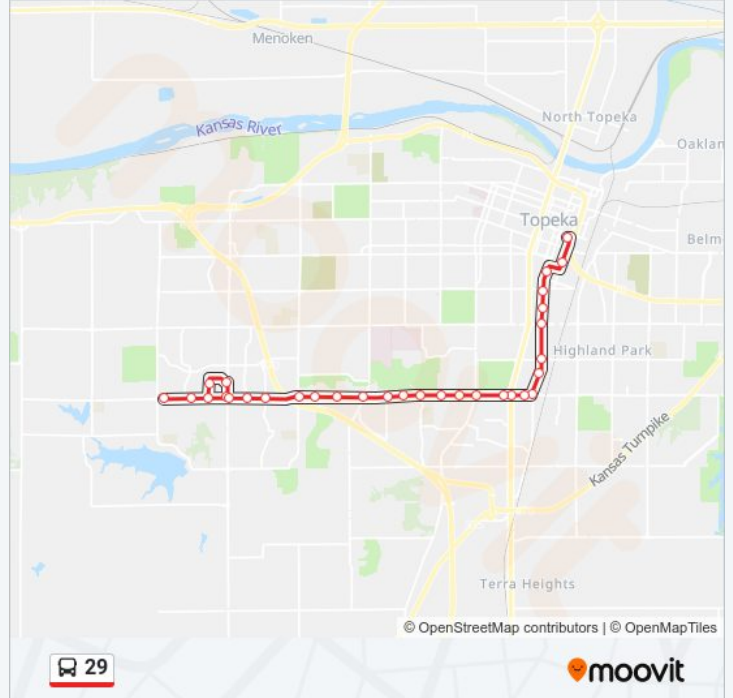 Menoken
Kansas River
North Topeka
Oaklan
Topeka
Belm
Highland Park
Kansas Turnpike
Terra Heights
© OpenStreetMap contributors | © OpenMapTiles
29
moovit